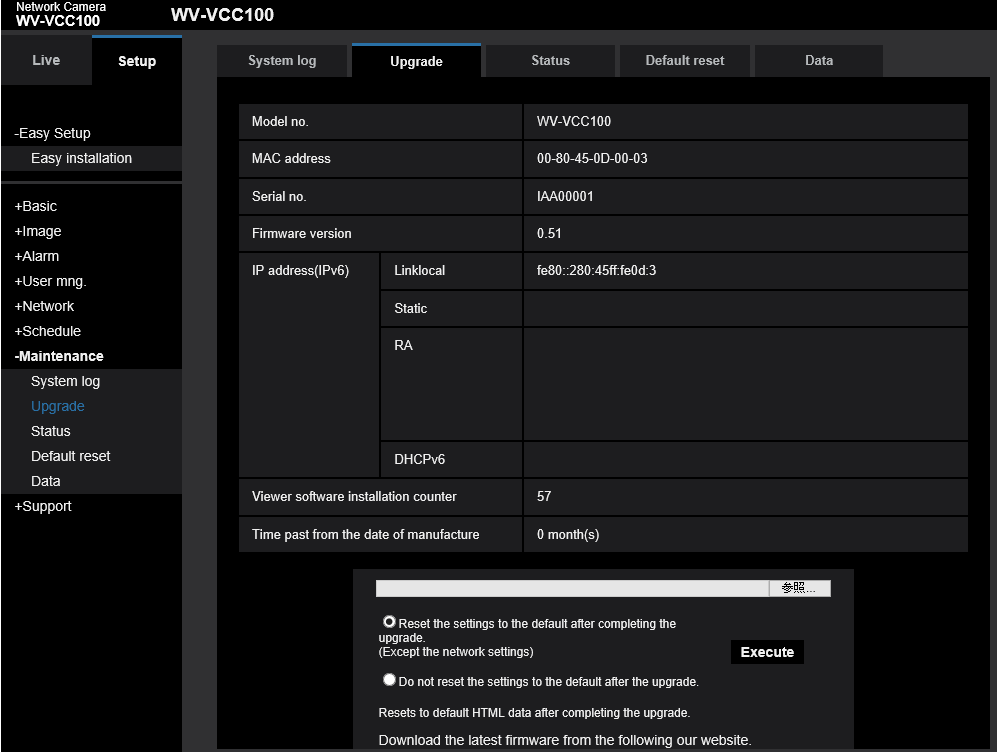 Network Camera
WV-VCC100
WV-VCC100
Live
Setup
System log
Upgrade
Status
Default reset
Data
-Easy Setup
Easy installation
+Basic
+Image
+Alarm
+User mng.
+Network
+Schedule
-Maintenance
System log
Upgrade
Status
Default reset
Data
+Support
Model no. WV-VCC100
MAC address 00-80-45-0D-00-03
Serial no. IAA00001
Firmware version 0.51
IP address(IPv6) Linklocal fe80::280:45ff:fe0d:3
Static
RA
DHCPv6
Viewer software installation counter 57
Time past from the date of manufacture 0 month(s)
参照...
Reset the settings to the default after completing the
upgrade.
(Except the network settings)
Execute
Do not reset the settings to the default after the upgrade.
Resets to default HTML data after completing the upgrade.
Download the latest firmware from the following our website.